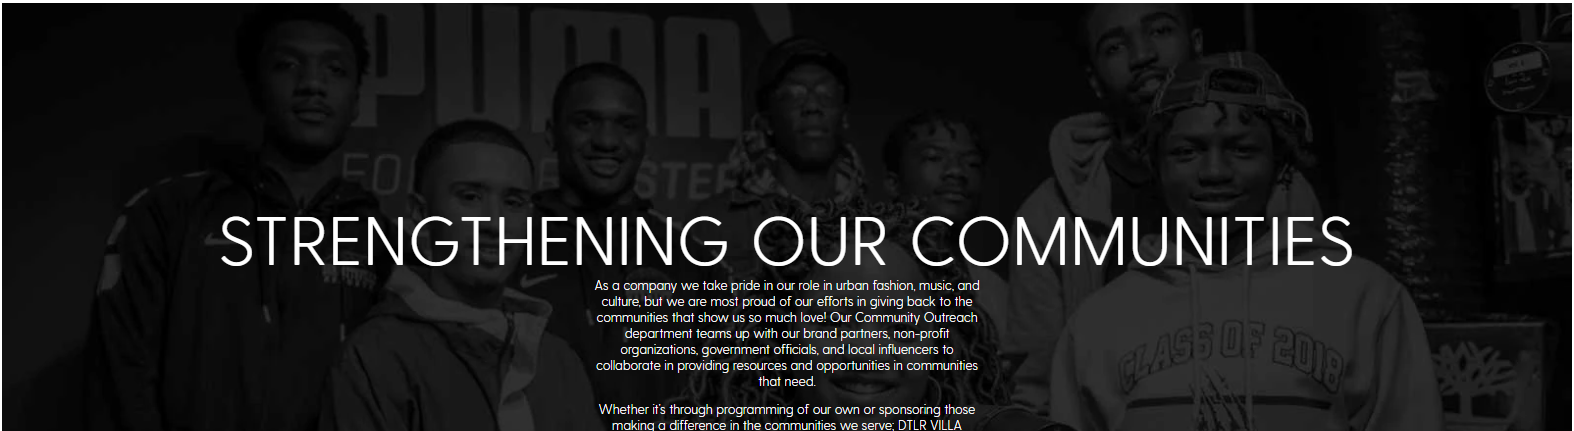 PUMA
STRENGTHENING OUR COMMUNITIES
As a company we take pride in our role in urban fashion, music, and
culture, but we are most proud of our efforts in giving back to the
communities that show us so much love! Our Community Outreach
department teams up with our brand partners, non-profit
organizations, government officials, and local influencers to
collaborate in providing resources and opportunities in communities
that need.
CLASS OF 2018
Whether it's through programming of our own or sponsoring those
making a difference in the communities we serve; DTLR VILLA